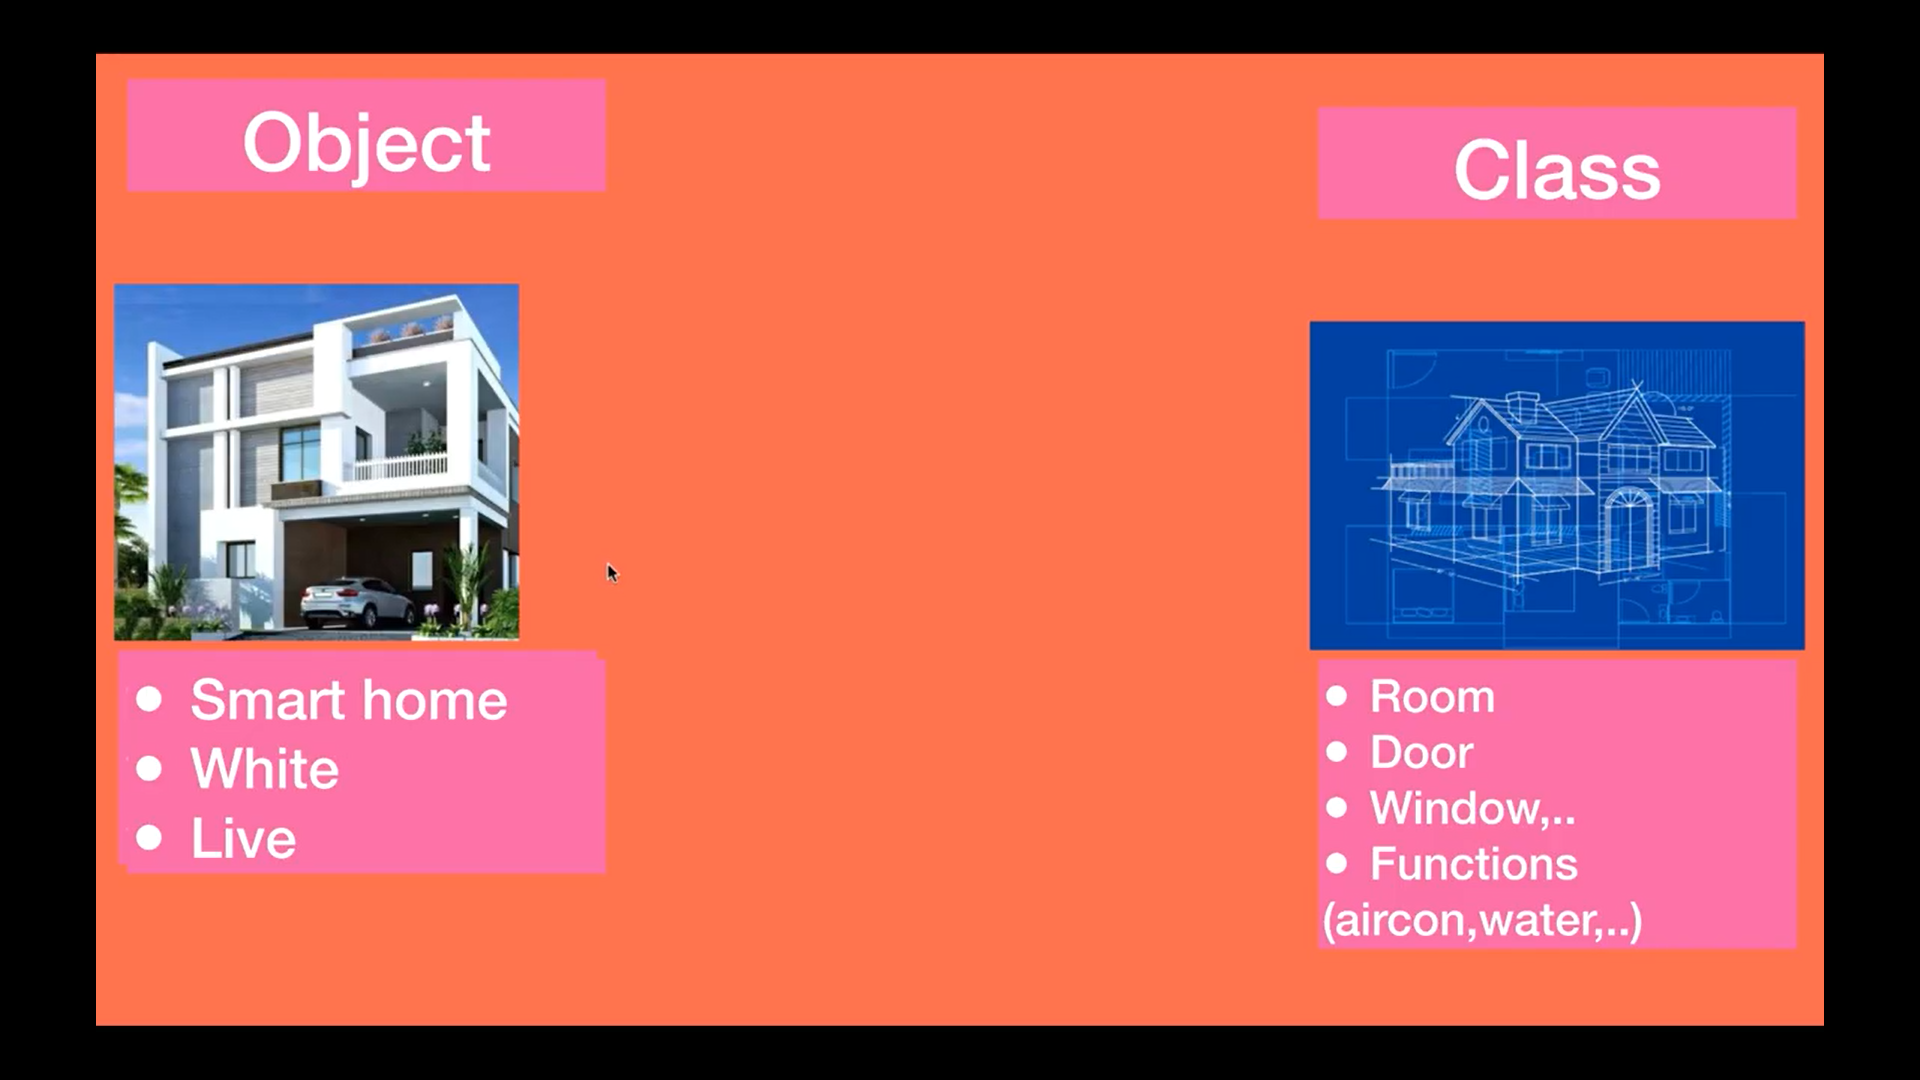 Object
Class
• Smart home
• White
• Live
• Room
• Door
• Window,..
• Functions
(aircon,water,..)